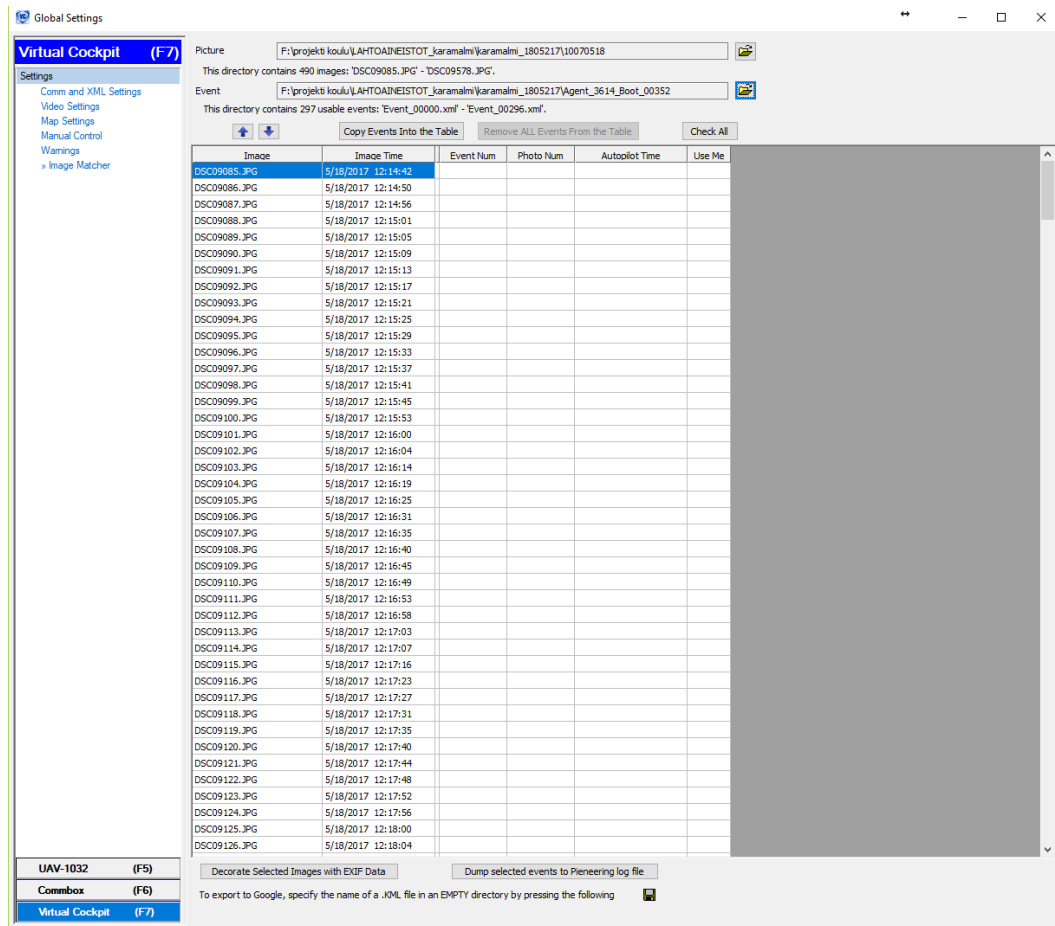 Global Settings
Virtual Cockpit (F7)
Settings
Comm and XML Settings
Video Settings
Map Settings
Manual Control
Warnings
» Image Matcher
Picture F:\projekti koulu\LAHTOAINEISTOT_karamalmi\karamalmi_1805217\10070518
This directory contains 490 images: 'DSC09085.JPG' - 'DSC09578.JPG'.
Event F:\projekti koulu\LAHTOAINEISTOT_karamalmi\karamalmi_1805217\Agent_3614_Boot_00352
This directory contains 297 usable events: 'Event_00000.xml' - 'Event_00296.xml'.
Copy Events Into the Table Remove ALL Events From the Table Check All
Image Image Time Event Num Photo Num Autopilot Time Use Me
DSC09085.JPG 5/18/2017 12:14:42
DSC09086.JPG 5/18/2017 12:14:50
DSC09087.JPG 5/18/2017 12:14:56
DSC09088.JPG 5/18/2017 12:15:01
DSC09089.JPG 5/18/2017 12:15:05
DSC09090.JPG 5/18/2017 12:15:09
DSC09091.JPG 5/18/2017 12:15:13
DSC09092.JPG 5/18/2017 12:15:17
DSC09093.JPG 5/18/2017 12:15:21
DSC09094.JPG 5/18/2017 12:15:25
DSC09095.JPG 5/18/2017 12:15:29
DSC09096.JPG 5/18/2017 12:15:33
DSC09097.JPG 5/18/2017 12:15:37
DSC09098.JPG 5/18/2017 12:15:41
DSC09099.JPG 5/18/2017 12:15:45
DSC09100.JPG 5/18/2017 12:15:53
DSC09101.JPG 5/18/2017 12:16:00
DSC09102.JPG 5/18/2017 12:16:04
DSC09103.JPG 5/18/2017 12:16:14
DSC09104.JPG 5/18/2017 12:16:19
DSC09105.JPG 5/18/2017 12:16:25
DSC09106.JPG 5/18/2017 12:16:31
DSC09107.JPG 5/18/2017 12:16:35
DSC09108.JPG 5/18/2017 12:16:40
DSC09109.JPG 5/18/2017 12:16:45
DSC09110.JPG 5/18/2017 12:16:49
DSC09111.JPG 5/18/2017 12:16:53
DSC09112.JPG 5/18/2017 12:16:58
DSC09113.JPG 5/18/2017 12:17:03
DSC09114.JPG 5/18/2017 12:17:07
DSC09115.JPG 5/18/2017 12:17:16
DSC09116.JPG 5/18/2017 12:17:23
DSC09117.JPG 5/18/2017 12:17:27
DSC09118.JPG 5/18/2017 12:17:31
DSC09119.JPG 5/18/2017 12:17:35
DSC09120.JPG 5/18/2017 12:17:40
DSC09121.JPG 5/18/2017 12:17:44
DSC09122.JPG 5/18/2017 12:17:48
DSC09123.JPG 5/18/2017 12:17:52
DSC09124.JPG 5/18/2017 12:17:56
DSC09125.JPG 5/18/2017 12:18:00
DSC09126.JPG 5/18/2017 12:18:04
UAV-1032 (F5)
Commbox (F6)
Virtual Cockpit (F7)
Decorate Selected Images with EXIF Data Dump selected events to Pieneering log file
To export to Google, specify the name of a .KML file in an EMPTY directory by pressing the following